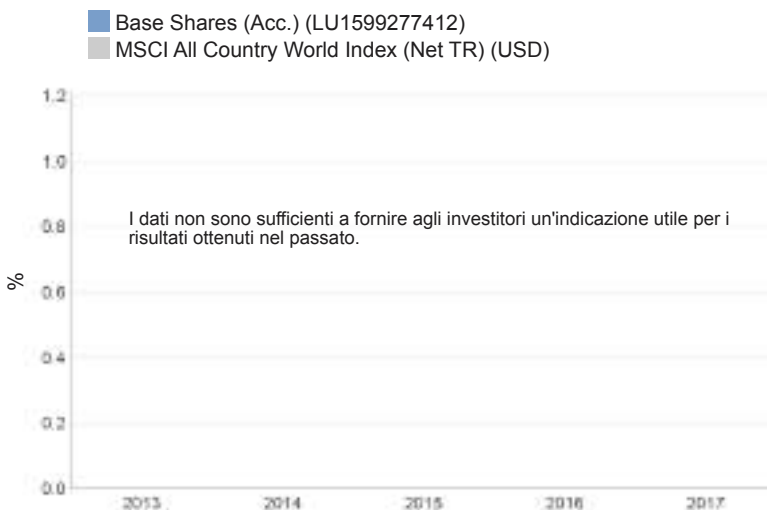 Base Shares (Acc.) (LU1599277412)
MSCI All Country World Index (Net TR) (USD)
1.2
1.0
I dati non sono sufficienti a fornire agli investitori un'indicazione utile per i
0.8
risultati ottenuti nel passato.
%
0.6
0.4
0.2
0.0
2013 2014 2015 2016 2017